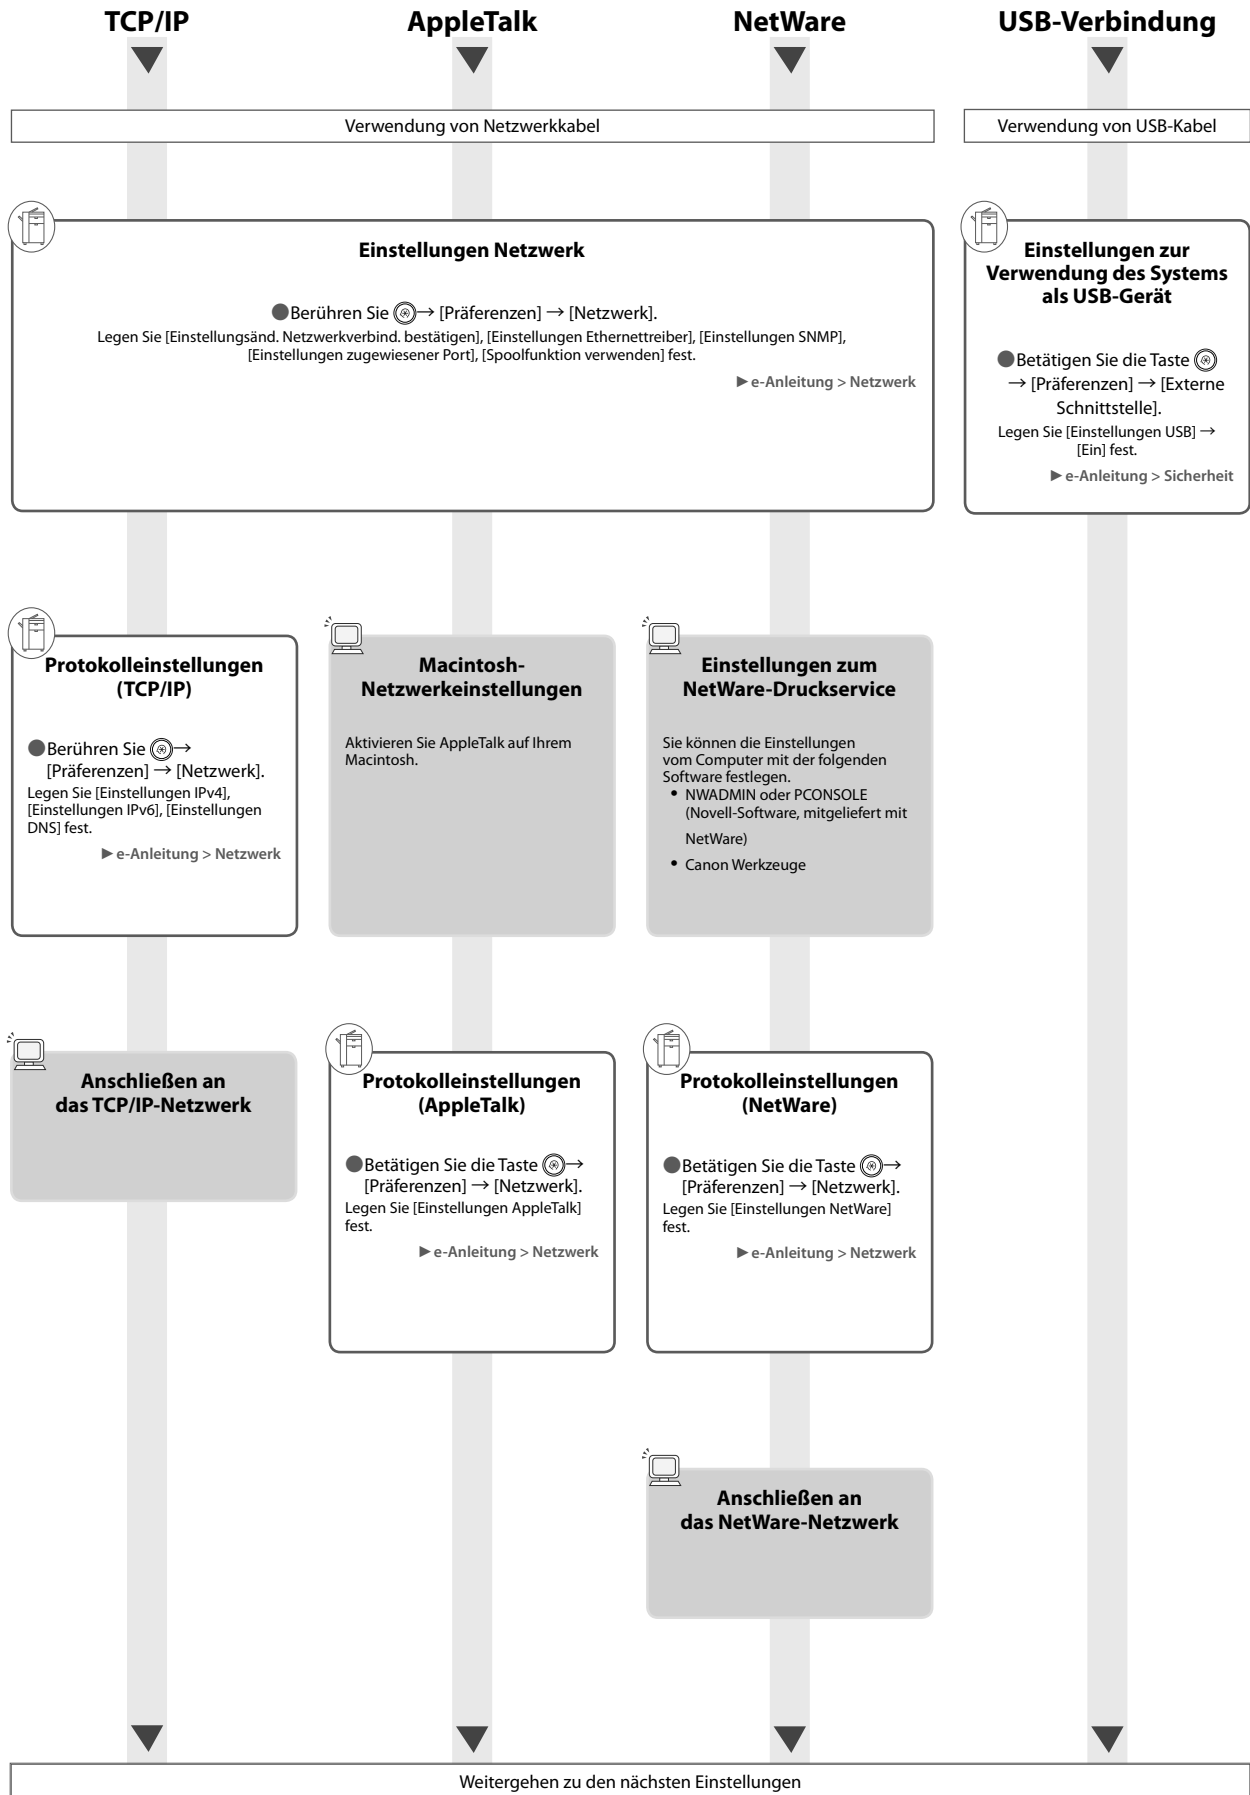 TCP/IP
AppleTalk
NetWare
USB-Verbindung
Verwendung von Netzwerkkabel
Verwendung von USB-Kabel
Einstellungen Netzwerk
●Berühren Sie → [Präferenzen] → [Netzwerk].
Legen Sie [Einstellungsänd. Netzwerkverbind. bestätigen], [Einstellungen Ethernettreiber], [Einstellungen SNMP],
[Einstellungen zugewiesener Port], [Spoolfunktion verwenden] fest.
►e-Anleitung > Netzwerk
Einstellungen zur
Verwendung des Systems
als USB-Gerät
●Betätigen Sie die Taste
→ [Präferenzen] → [Externe
Schnittstelle].
Legen Sie [Einstellungen USB] →
[Ein] fest.
►e-Anleitung > Sicherheit
Protokolleinstellungen
(TCP/IP)
●Berühren Sie →
[Präferenzen] → [Netzwerk].
Legen Sie [Einstellungen IPv4],
[Einstellungen IPv6], [Einstellungen
DNS] fest.
►e-Anleitung > Netzwerk
Macintosh-
Netzwerkeinstellungen
Aktivieren Sie AppleTalk auf Ihrem
Macintosh.
Einstellungen zum
NetWare-Druckservice
Sie können die Einstellungen
vom Computer mit der folgenden
Software festlegen.
• NWADMIN oder PCONSOLE
(Novell-Software, mitgeliefert mit
NetWare)
• Canon Werkzeuge
Anschließen an
das TCP/IP-Netzwerk
Protokolleinstellungen
(AppleTalk)
●Betätigen Sie die Taste →
[Präferenzen] → [Netzwerk].
Legen Sie [Einstellungen AppleTalk]
fest.
►e-Anleitung > Netzwerk
Protokolleinstellungen
(NetWare)
●Betätigen Sie die Taste →
[Präferenzen] → [Netzwerk].
Legen Sie [Einstellungen NetWare]
fest.
►e-Anleitung > Netzwerk
Anschließen an
das NetWare-Netzwerk
Weitergehen zu den nächsten Einstellungen